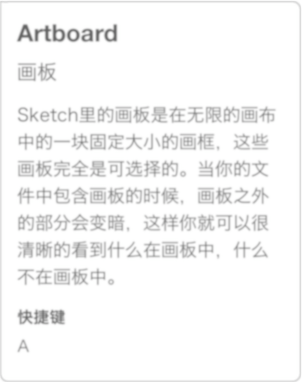 Artboard
画板
Sketch里的画板是在无限的画布
中的一块固定大小的画框，这些
画板完全是可选择的。当你的文
件中包含画板的时候，画板之外
的部分会变暗，这样你就可以很
清晰的看到什么在画板中，什么
不在画板中。
快捷键
A